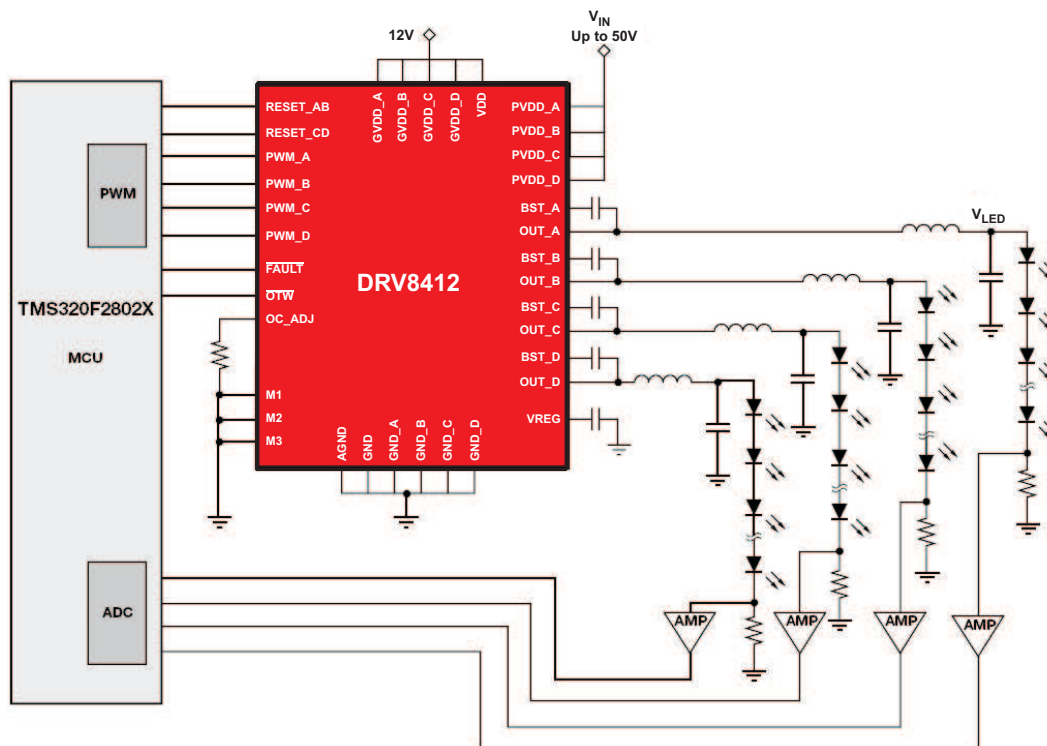 12V
V_IN
Up to 50V
GVDD_A
GVDD_B
GVDD_C
GVDD_D
VDD
RESET_AB
RESET_CD
PWM_A
PWM_B
PWM_C
PWM_D
FAULT
OTW
OC_ADJ
M1
M2
M3
PWM
TMS320F2802X
MCU
ADC
DRV8412
PVDD_A
PVDD_B
PVDD_C
PVDD_D
BST_A
OUT_A
BST_B
OUT_B
BST_C
OUT_C
BST_D
OUT_D
VREG
AGND
GND
GND_A
GND_B
GND_C
GND_D
V_LED
AMP
AMP
AMP
AMP